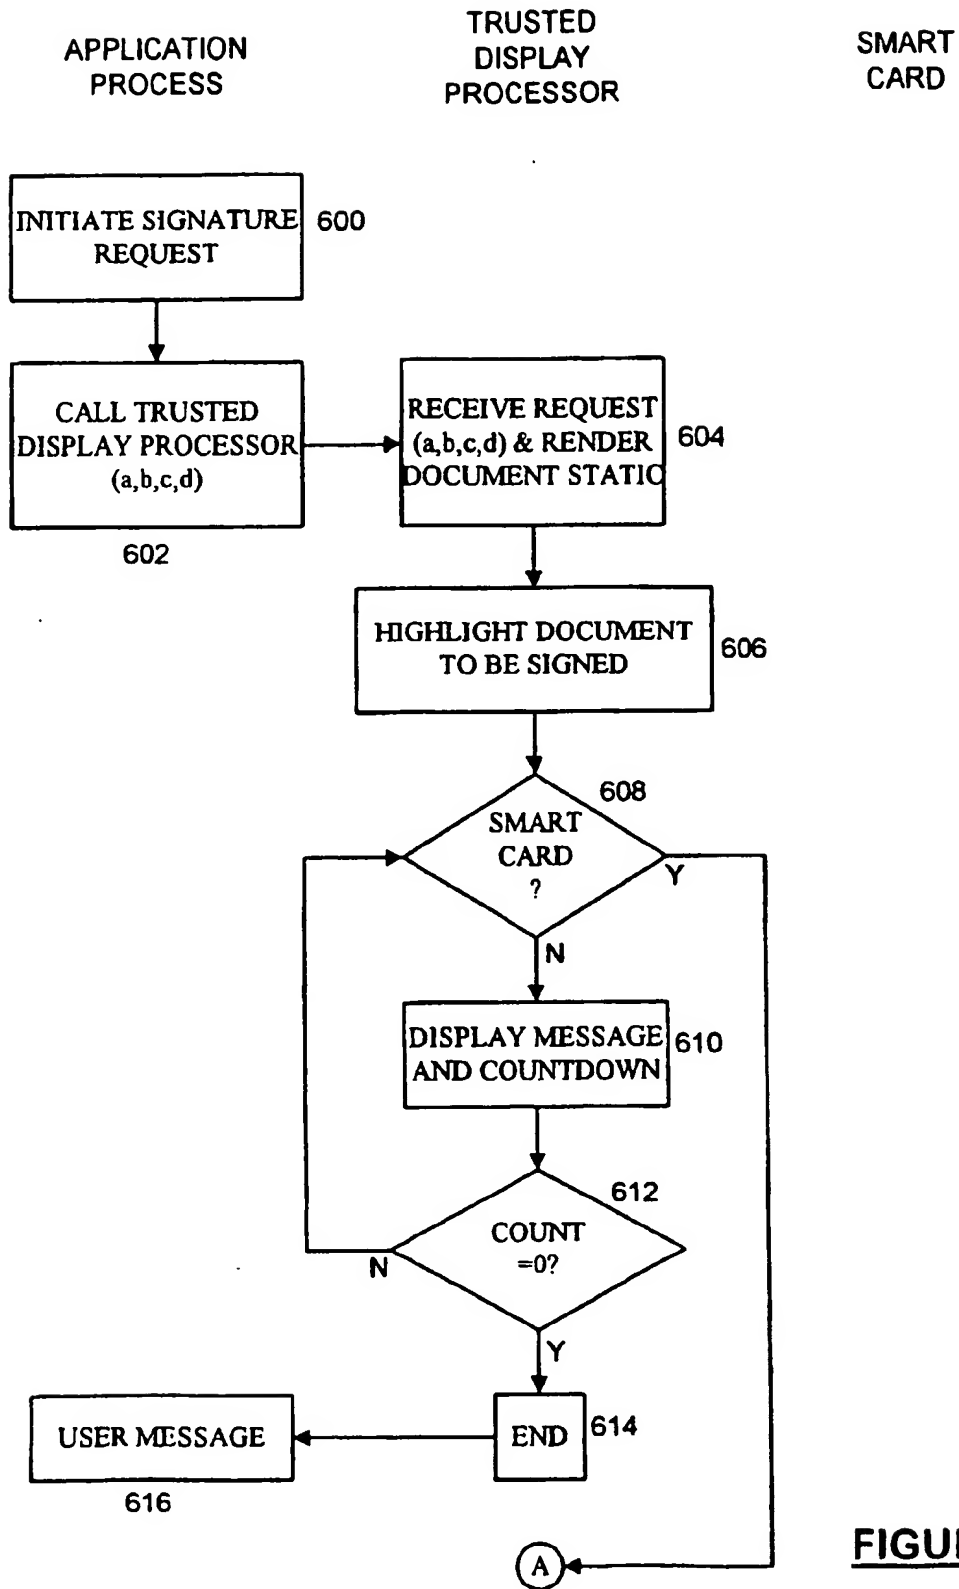 APPLICATION
PROCESS
TRUSTED
DISPLAY
PROCESSOR
SMART
CARD
INITIATE SIGNATURE
REQUEST
600
CALL TRUSTED
DISPLAY PROCESSOR
(a,b,c,d)
602
RECEIVE REQUEST
(a,b,c,d) & RENDER
DOCUMENT STATIC
604
HIGHLIGHT DOCUMENT
TO BE SIGNED
606
608
SMART
CARD
?
Y
N
DISPLAY MESSAGE
AND COUNTDOWN
610
612
COUNT
=0?
N
Y
USER MESSAGE
END
614
616
A